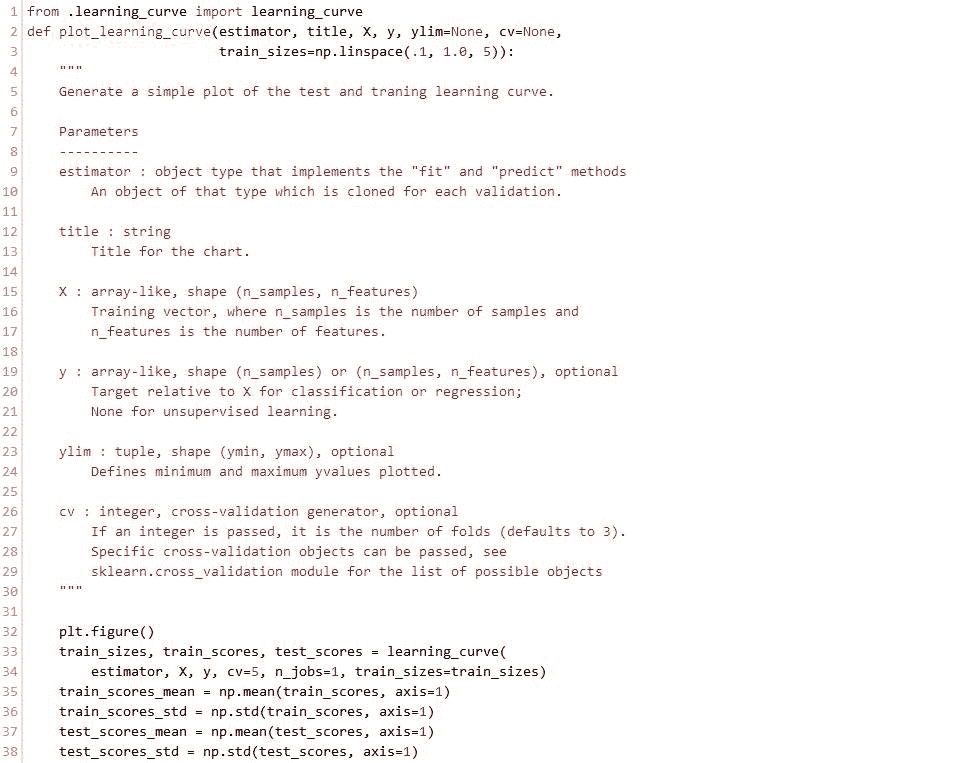 1 from .learning_curve import learning_curve
2 def plot_learning_curve(estimator, title, X, y, ylim=None, cv=None,
3                         train_sizes=np.linspace(.1, 1.0, 5)):
4     """
5     Generate a simple plot of the test and traning learning curve.
6
7     Parameters
8     ----------
9     estimator : object type that implements the "fit" and "predict" methods
10         An object of that type which is cloned for each validation.
11
12     title : string
13         Title for the chart.
14
15     X : array-like, shape (n_samples, n_features)
16         Training vector, where n_samples is the number of samples and
17         n_features is the number of features.
18
19     y : array-like, shape (n_samples) or (n_samples, n_features), optional
20         Target relative to X for classification or regression;
21         None for unsupervised learning.
22
23     ylim : tuple, shape (ymin, ymax), optional
24         Defines minimum and maximum yvalues plotted.
25
26     cv : integer, cross-validation generator, optional
27         If an integer is passed, it is the number of folds (defaults to 3).
28         Specific cross-validation objects can be passed, see
29         sklearn.cross_validation module for the list of possible objects
30     """
31
32     plt.figure()
33     train_sizes, train_scores, test_scores = learning_curve(
34         estimator, X, y, cv=5, n_jobs=1, train_sizes=train_sizes)
35     train_scores_mean = np.mean(train_scores, axis=1)
36     train_scores_std = np.std(train_scores, axis=1)
37     test_scores_mean = np.mean(test_scores, axis=1)
38     test_scores_std = np.std(test_scores, axis=1)